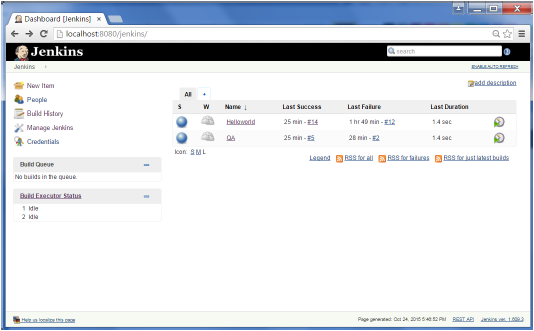 Dashboard [Jenkins]
localhost:8080/jenkins/
Jenkins
search
Jenkins
ENABLE AUTO REFRESH
New Item
People
Build History
Manage Jenkins
Credentials
Build Queue
No builds in the queue.
Build Executor Status
1 Idle
2 Idle
add description
All +
S W Name ↓ Last Success Last Failure Last Duration
Helloworld 25 min - #14 1 hr 49 min - #12 1.4 sec
QA 25 min - #5 28 min - #2 1.4 sec
Icon: S M L
Legend RSS for all RSS for failures RSS for just latest builds
Help us localize this page
Page generated: Oct 24, 2015 5:46:52 PM REST API Jenkins ver. 1.609.3